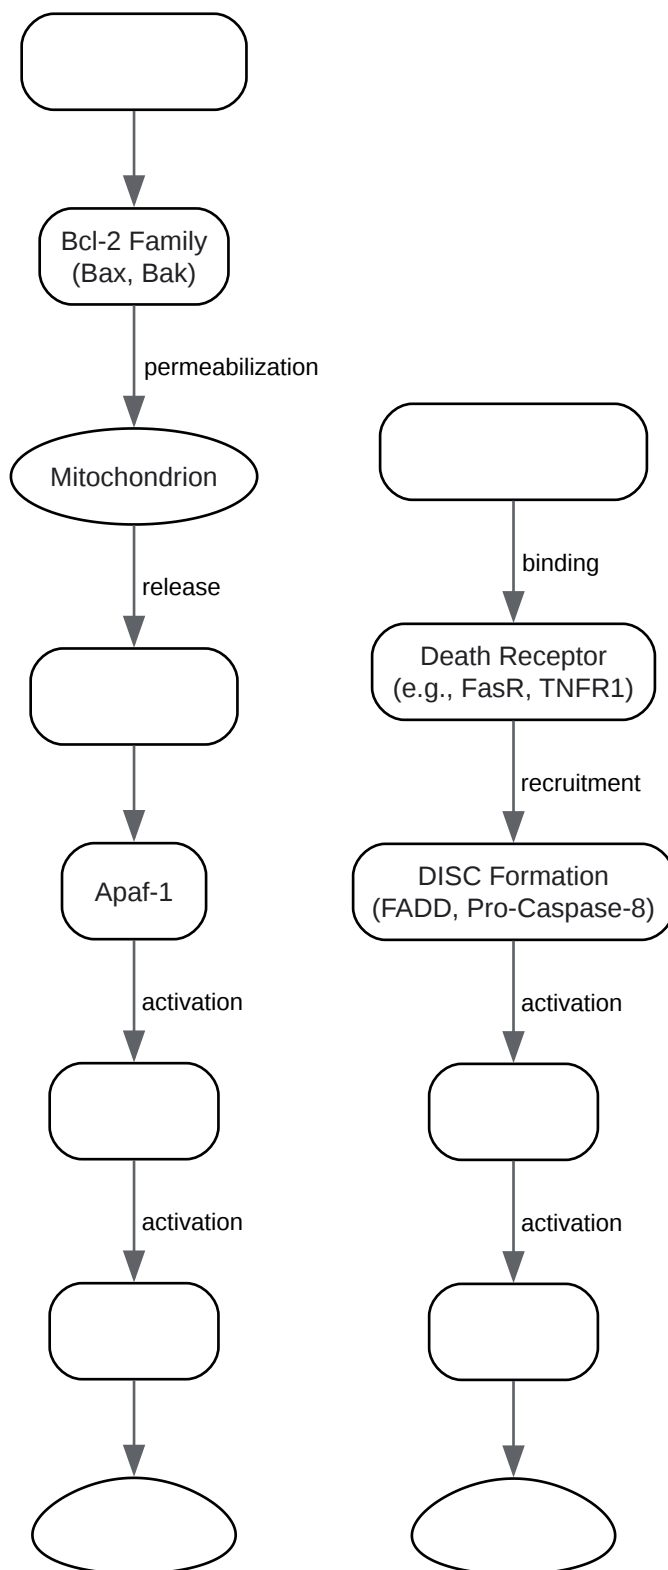 Bcl-2 Family
(Bax, Bak)
permeabilization
Mitochondrion
release
Apaf-1
activation
activation
binding
Death Receptor
(e.g., FasR, TNFR1)
recruitment
DISC Formation
(FADD, Pro-Caspase-8)
activation
activation